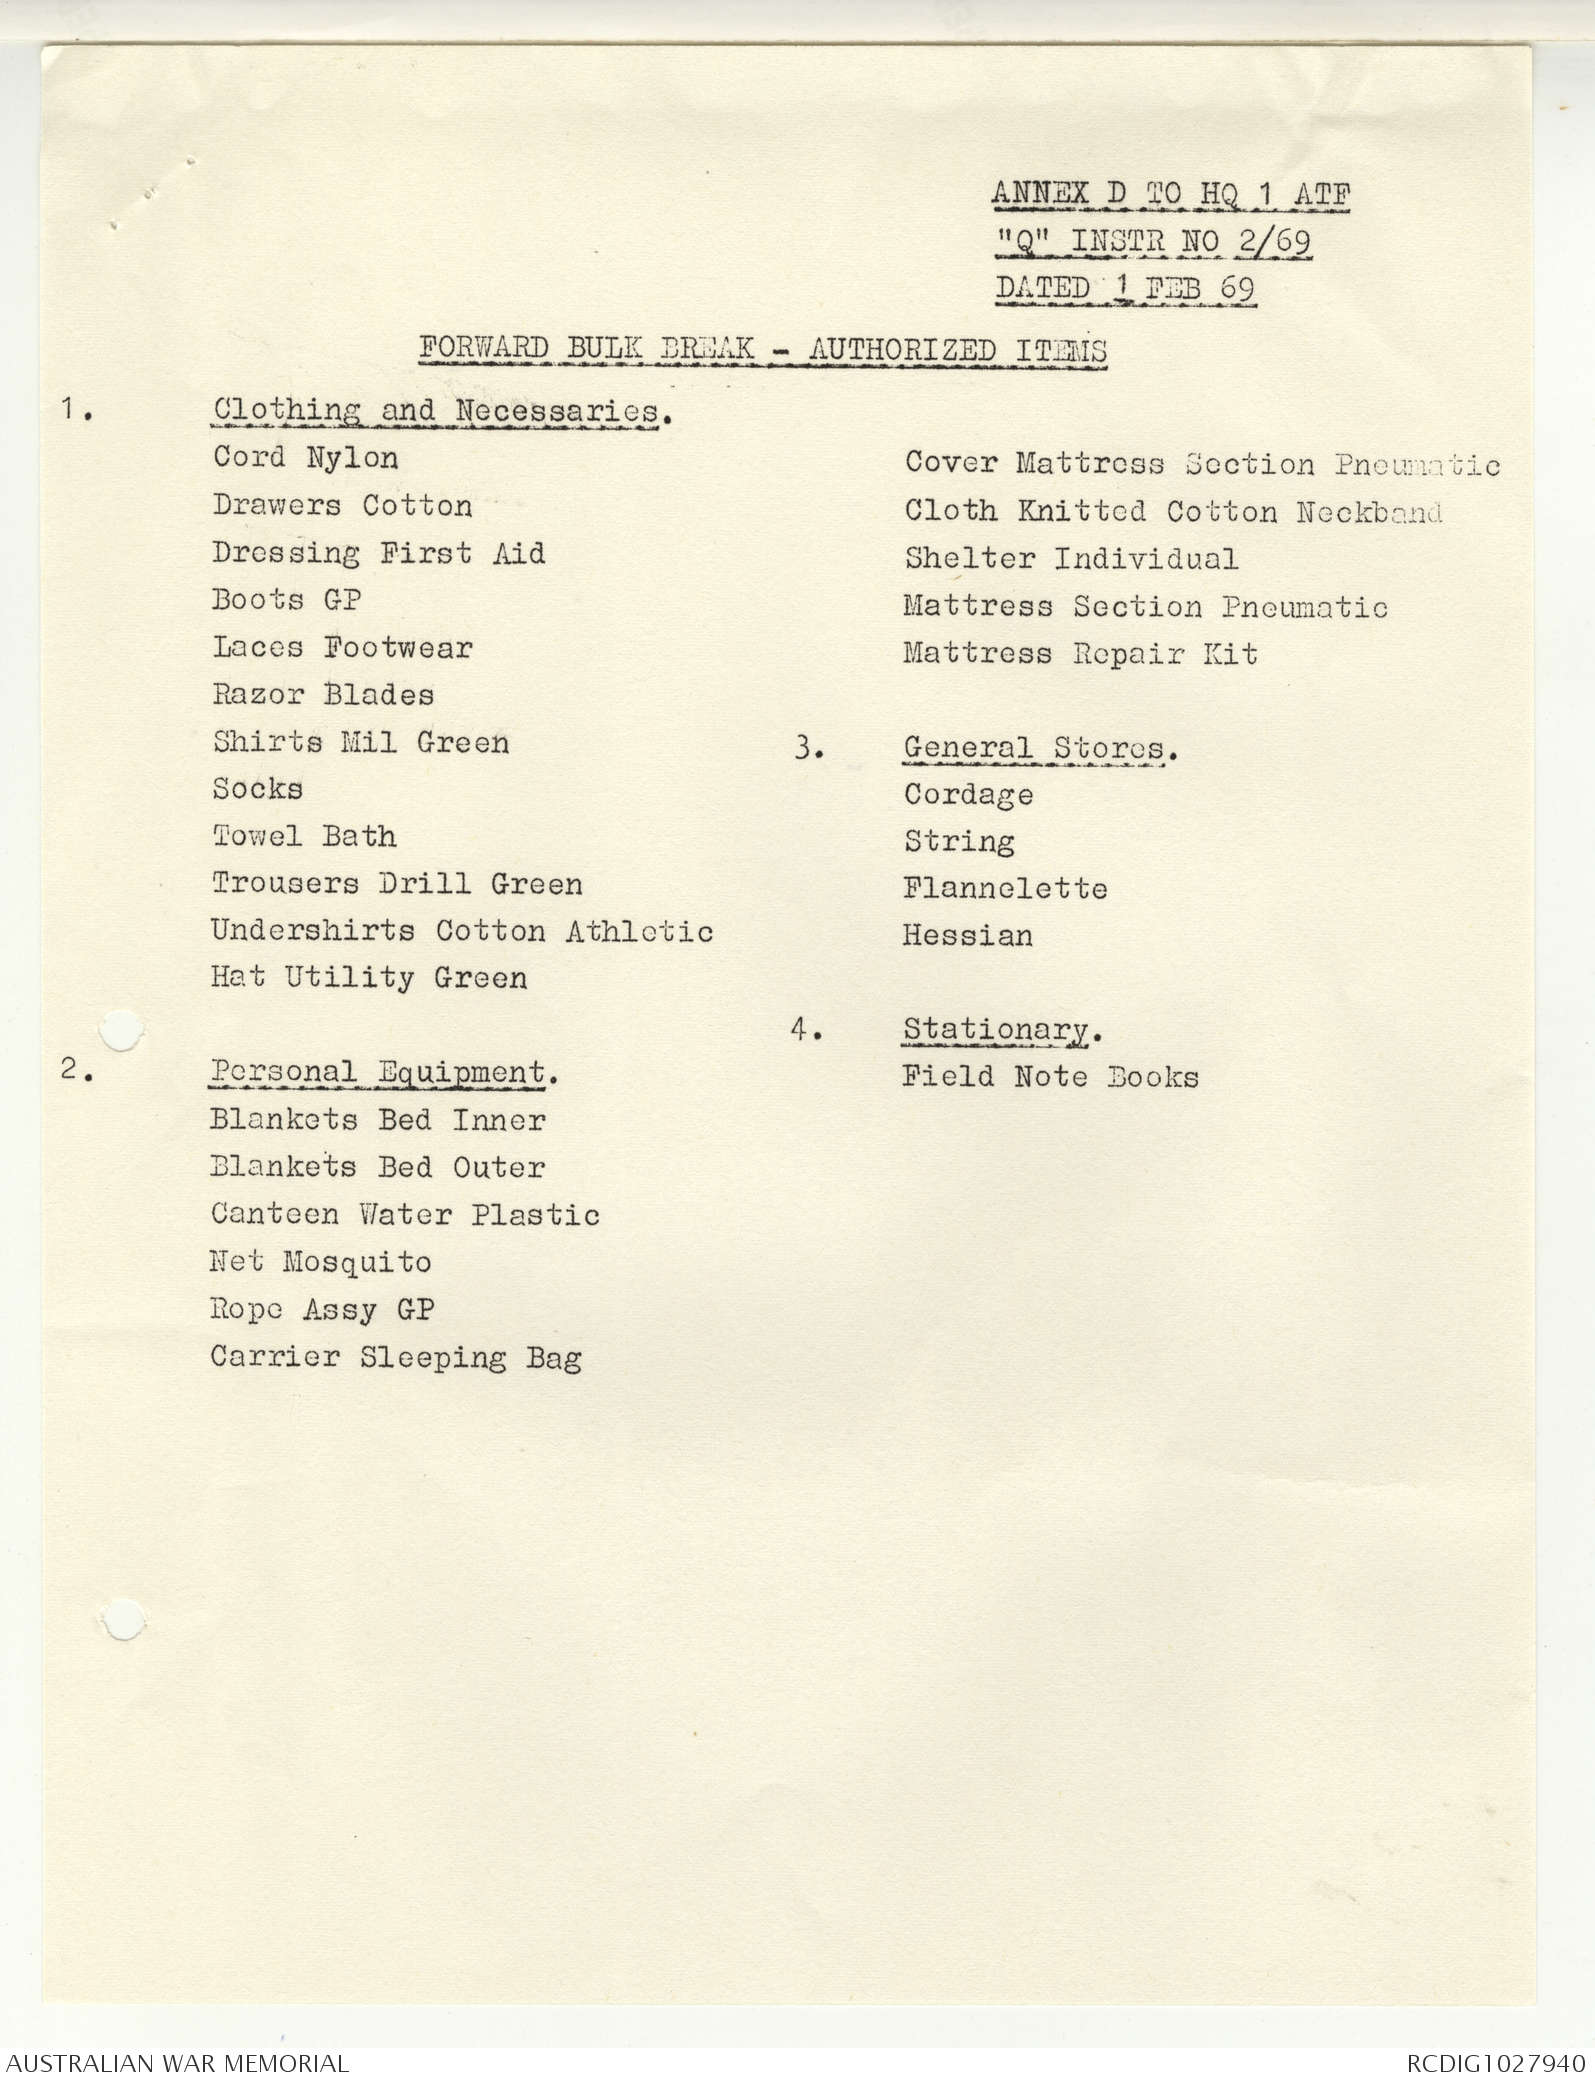 ANNEX D TO HQ 1 ATF
"Q" INSTR NO 2/69
DATED 1 FEB 69
FORWARD BULK BREAK - AUTHORIZED ITEMS
1. Clothing and Necessaries.
Cord Nylon
Drawers Cotton
Dressing First Aid
Boots GP
Laces Footwear
Razor Blades
Shirts Mil Green
Socks
Towel Bath
Trousers Drill Green
Undershirts Cotton Athletic
Hat Utility Green
2. Personal Equipment.
Blankets Bed Inner
Blankets Bed Outer
Canteen Water Plastic
Net Mosquito
Rope Assy GP
Carrier Sleeping Bag
Cover Mattress Section Pneumatic
Cloth Knitted Cotton Neckband
Shelter Individual
Mattress Section Pneumatic
Mattress Repair Kit
3. General Stores.
Cordage
String
Flannelette
Hessian
4. Stationary.
Field Note Books
AUSTRALIAN WAR MEMORIAL
RCDIG1027940